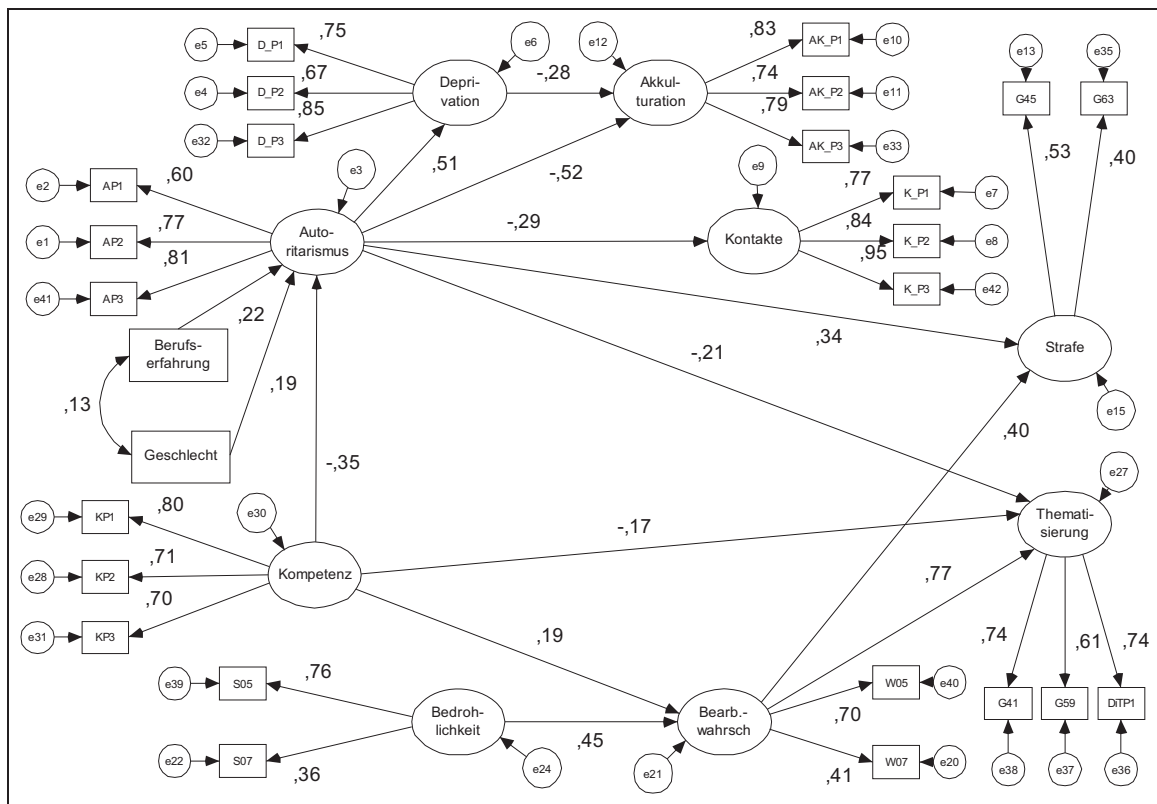 e5
D_P1
,75
e6
e12
,83
AK_P1
e10
e13
e35
e4
D_P2
,67
Depri-
vation
-,28
Akkul-
turation
,74
AK_P2
e11
G45
G63
e32
D_P3
,85
,79
AK_P3
e33
,53
,40
e2
AP1
,60
e3
,51
-,52
e9
,77
K_P1
e7
e1
AP2
,77
Auto-
ritarismus
-,29
Kontakte
,84
K_P2
e8
e41
AP3
,81
,95
K_P3
e42
Berufs-
erfahrung
,22
,34
Strafe
-,21
,13
,19
e15
Geschlecht
,40
-,35
e27
e29
KP1
,80
e30
-,17
Themati-
sierung
e28
KP2
,71
Kompetenz
,77
e31
KP3
,70
,19
,74
,61
,74
e39
S05
,76
W05
e40
Bedroh-
lichkeit
Bearb.-
wahrsch
,70
G41
G59
DiTP1
e22
S07
,36
,45
e24
e21
,41
W07
e20
e38
e37
e36